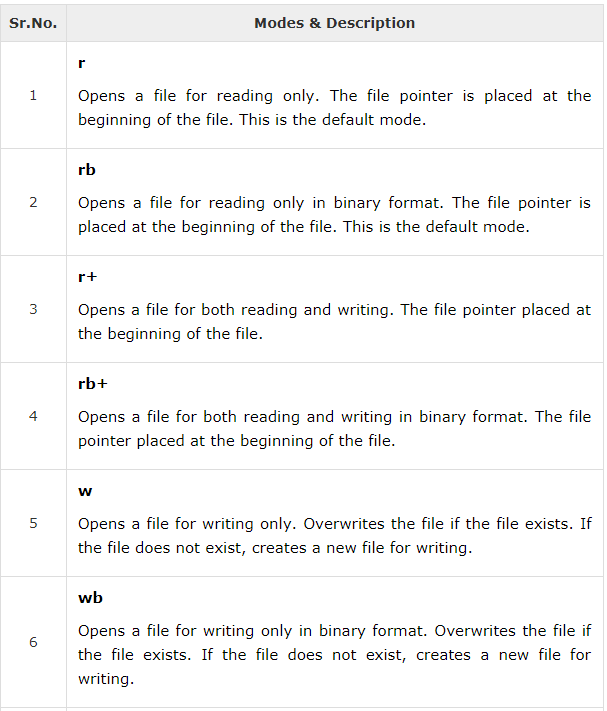 Sr.No. Modes & Description
r
1 Opens a file for reading only. The file pointer is placed at the
beginning of the file. This is the default mode.
rb
2 Opens a file for reading only in binary format. The file pointer is
placed at the beginning of the file. This is the default mode.
r+
3 Opens a file for both reading and writing. The file pointer placed at
the beginning of the file.
rb+
4 Opens a file for both reading and writing in binary format. The file
pointer placed at the beginning of the file.
w
5 Opens a file for writing only. Overwrites the file if the file exists. If
the file does not exist, creates a new file for writing.
wb
Opens a file for writing only in binary format. Overwrites the file if
6 the file exists. If the file does not exist, creates a new file for
writing.